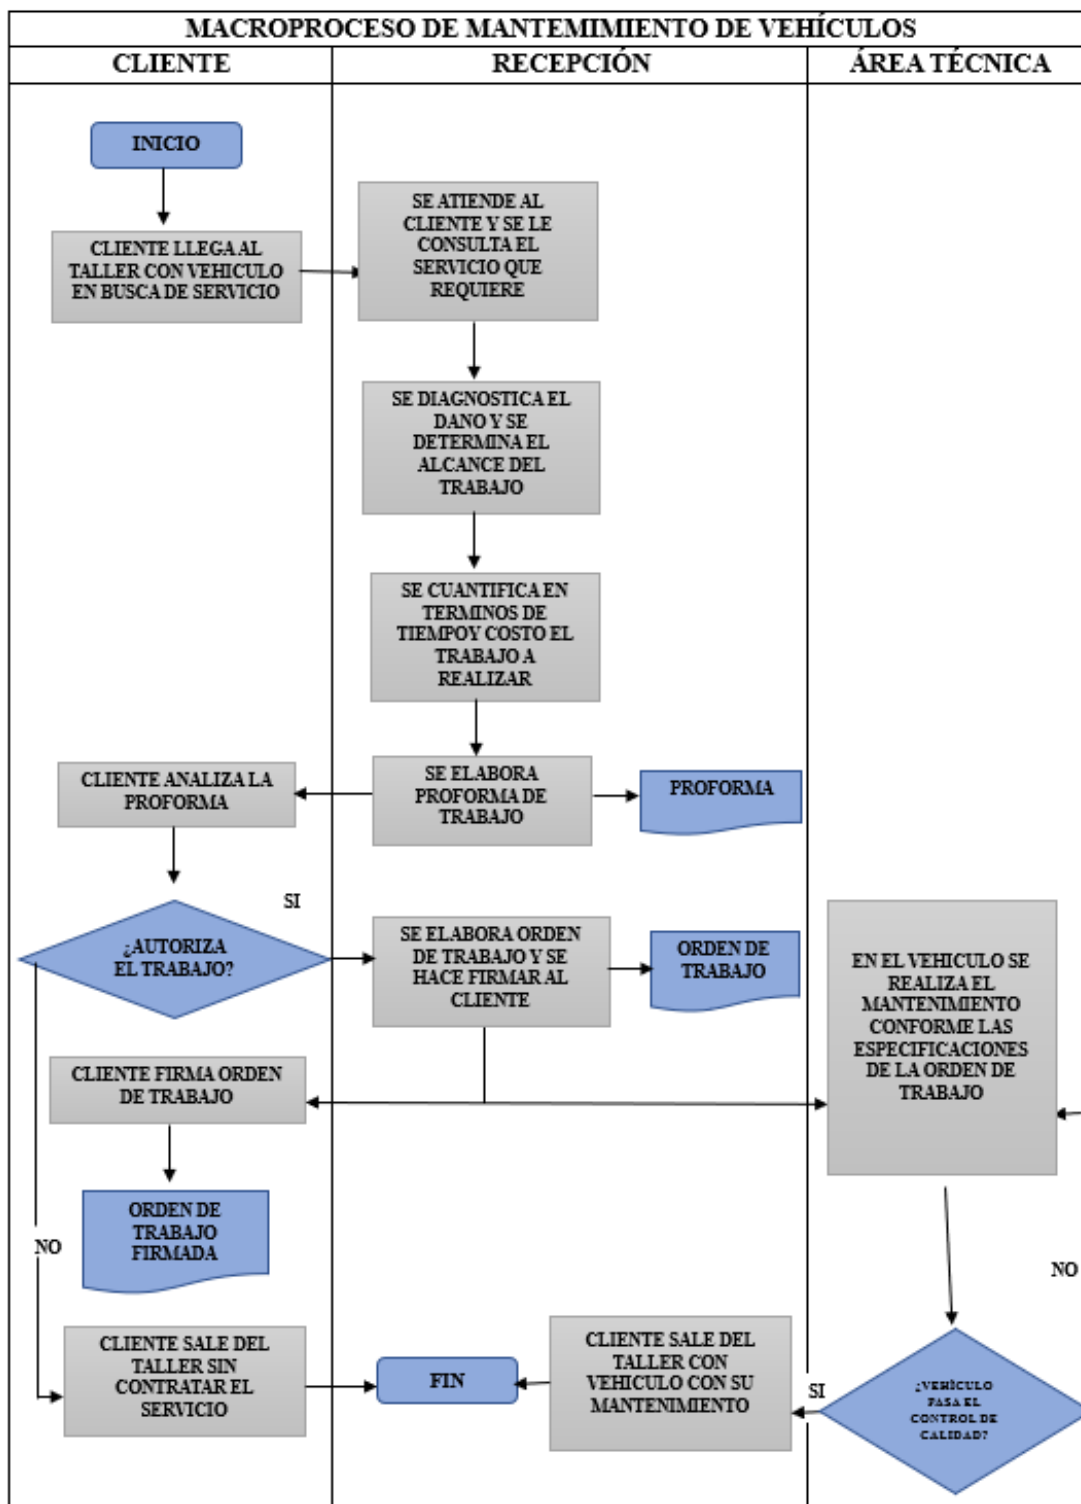 MACROPROCESO DE MANTEMIMIENTO DE VEHÍCULOS
CLIENTE
RECEPCIÓN
ÁREA TÉCNICA
INICIO
CLIENTE LLEGA AL
TALLER CON VEHICULO
EN BUSCA DE SERVICIO
SE ATIENDE AL
CLIENTE Y SE LE
CONSULTA EL
SERVICIO QUE
REQUIERE
SE DIAGNOSTICA EL
DANO Y SE
DETERMINA EL
ALCANCE DEL
TRABAJO
SE CUANTIFICA EN
TERMINOS DE
TIEMPOY COSTO EL
TRABAJO A
REALIZAR
SE ELABORA
PROFORMA DE
TRABAJO
PROFORMA
CLIENTE ANALIZA LA
PROFORMA
¿AUTORIZA
EL TRABAJO?
SI
SE ELABORA ORDEN
DE TRABAJO Y SE
HACE FIRMAR AL
CLIENTE
ORDEN DE
TRABAJO
EN EL VEHICULO SE
REALIZA EL
MANTENIMIENTO
CONFORME LAS
ESPECIFICACIONES
DE LA ORDEN DE
TRABAJO
CLIENTE FIRMA ORDEN
DE TRABAJO
ORDEN DE
TRABAJO
FIRMADA
NO
NO
CLIENTE SALE DEL
TALLER SIN
CONTRATAR EL
SERVICIO
FIN
CLIENTE SALE DEL
TALLER CON
VEHICULO CON SU
MANTENIMIENTO
SI
¿VEHÍCULO
PASA EL
CONTROL DE
CALIDAD?